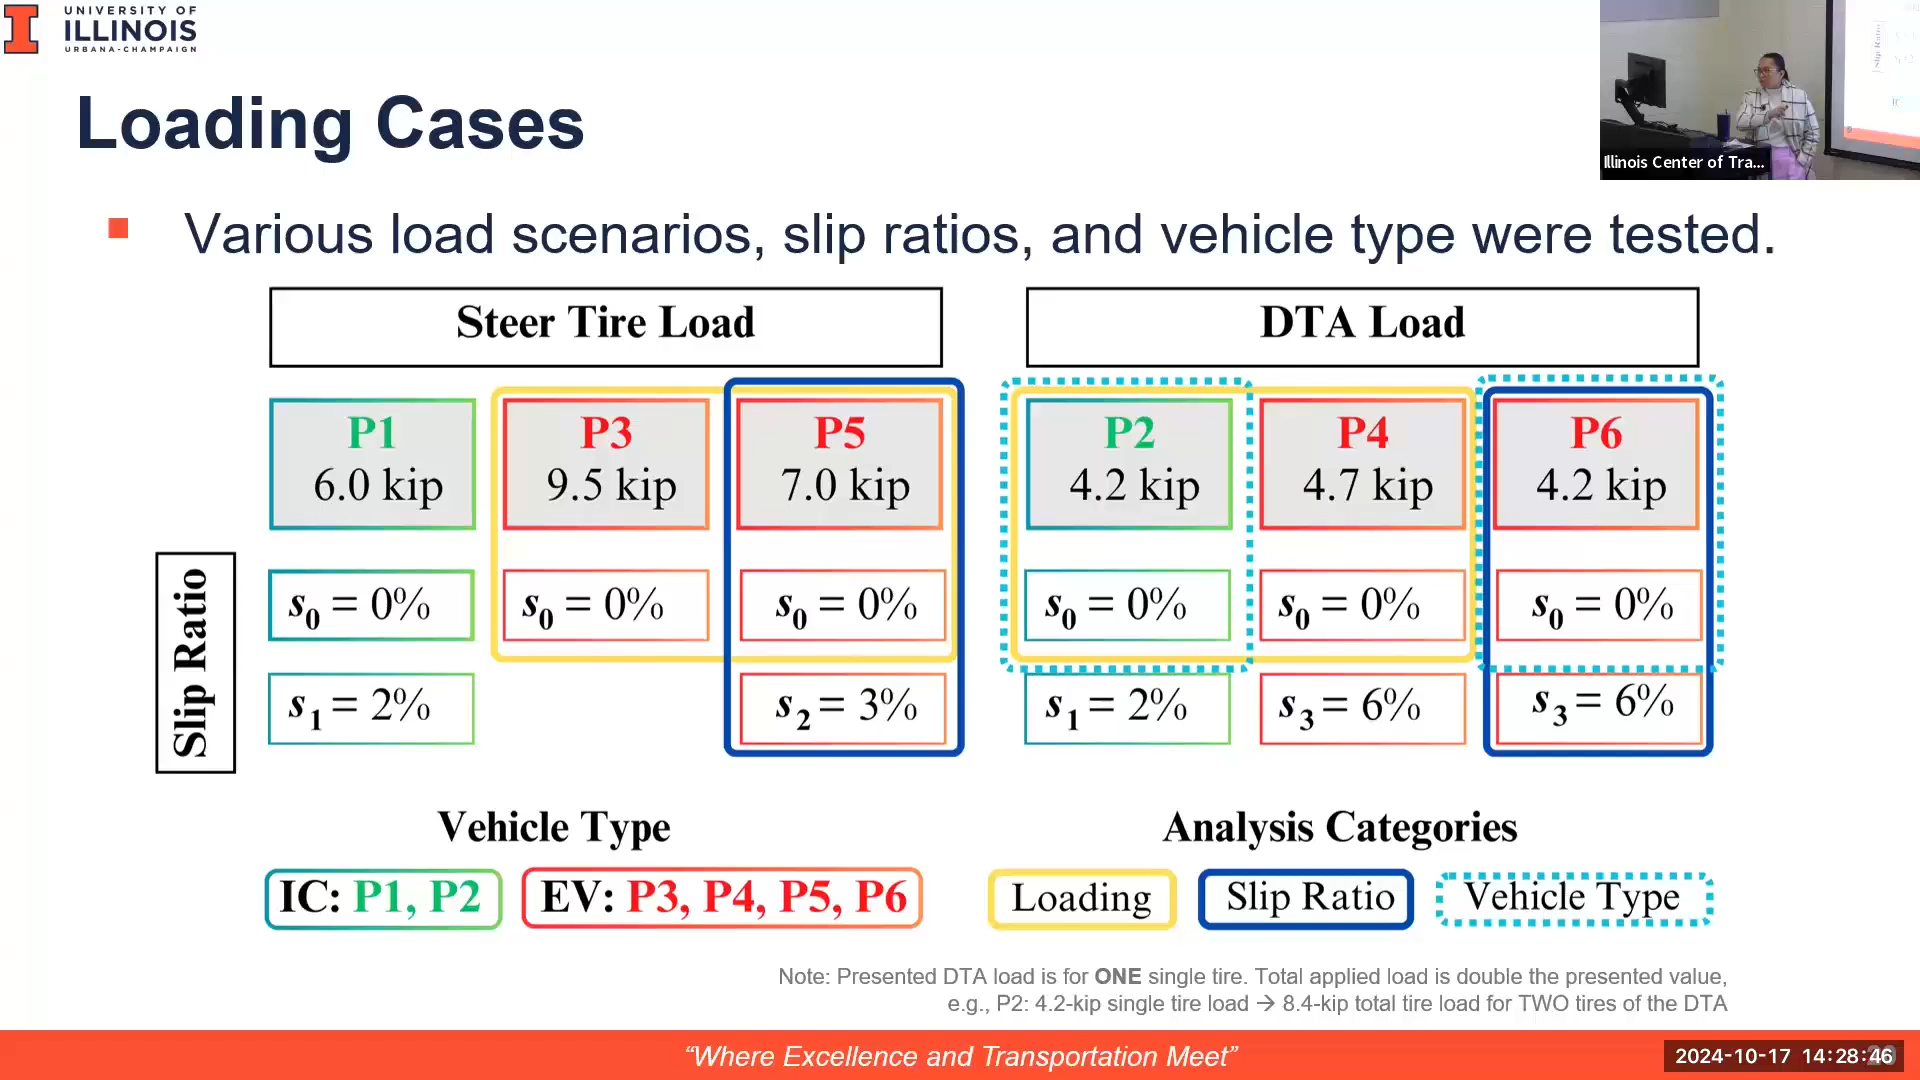 UNIVERSITY OF
ILLINOIS
URBANA-CHAMPAIGN
Illinois Center of Tra...
Loading Cases
Various load scenarios, slip ratios, and vehicle type were tested.
Steer Tire Load
DTA Load
P1 P3 P5 P2 P4 P6
6.0 kip 9.5 kip 7.0 kip 4.2 kip 4.7 kip 4.2 kip
Slip Ratio
s0 = 0% s0 = 0% s0 = 0% s0 = 0% s0 = 0% s0 = 0%
s1 = 2% s2 = 3% s1 = 2% s3 = 6% s3 = 6%
Vehicle Type
IC: P1, P2 EV: P3, P4, P5, P6
Analysis Categories
Loading Slip Ratio Vehicle Type
Note: Presented DTA load is for ONE single tire. Total applied load is double the presented value,
e.g., P2: 4.2-kip single tire load → 8.4-kip total tire load for TWO tires of the DTA
“Where Excellence and Transportation Meet”
2024-10-17 14:28:46